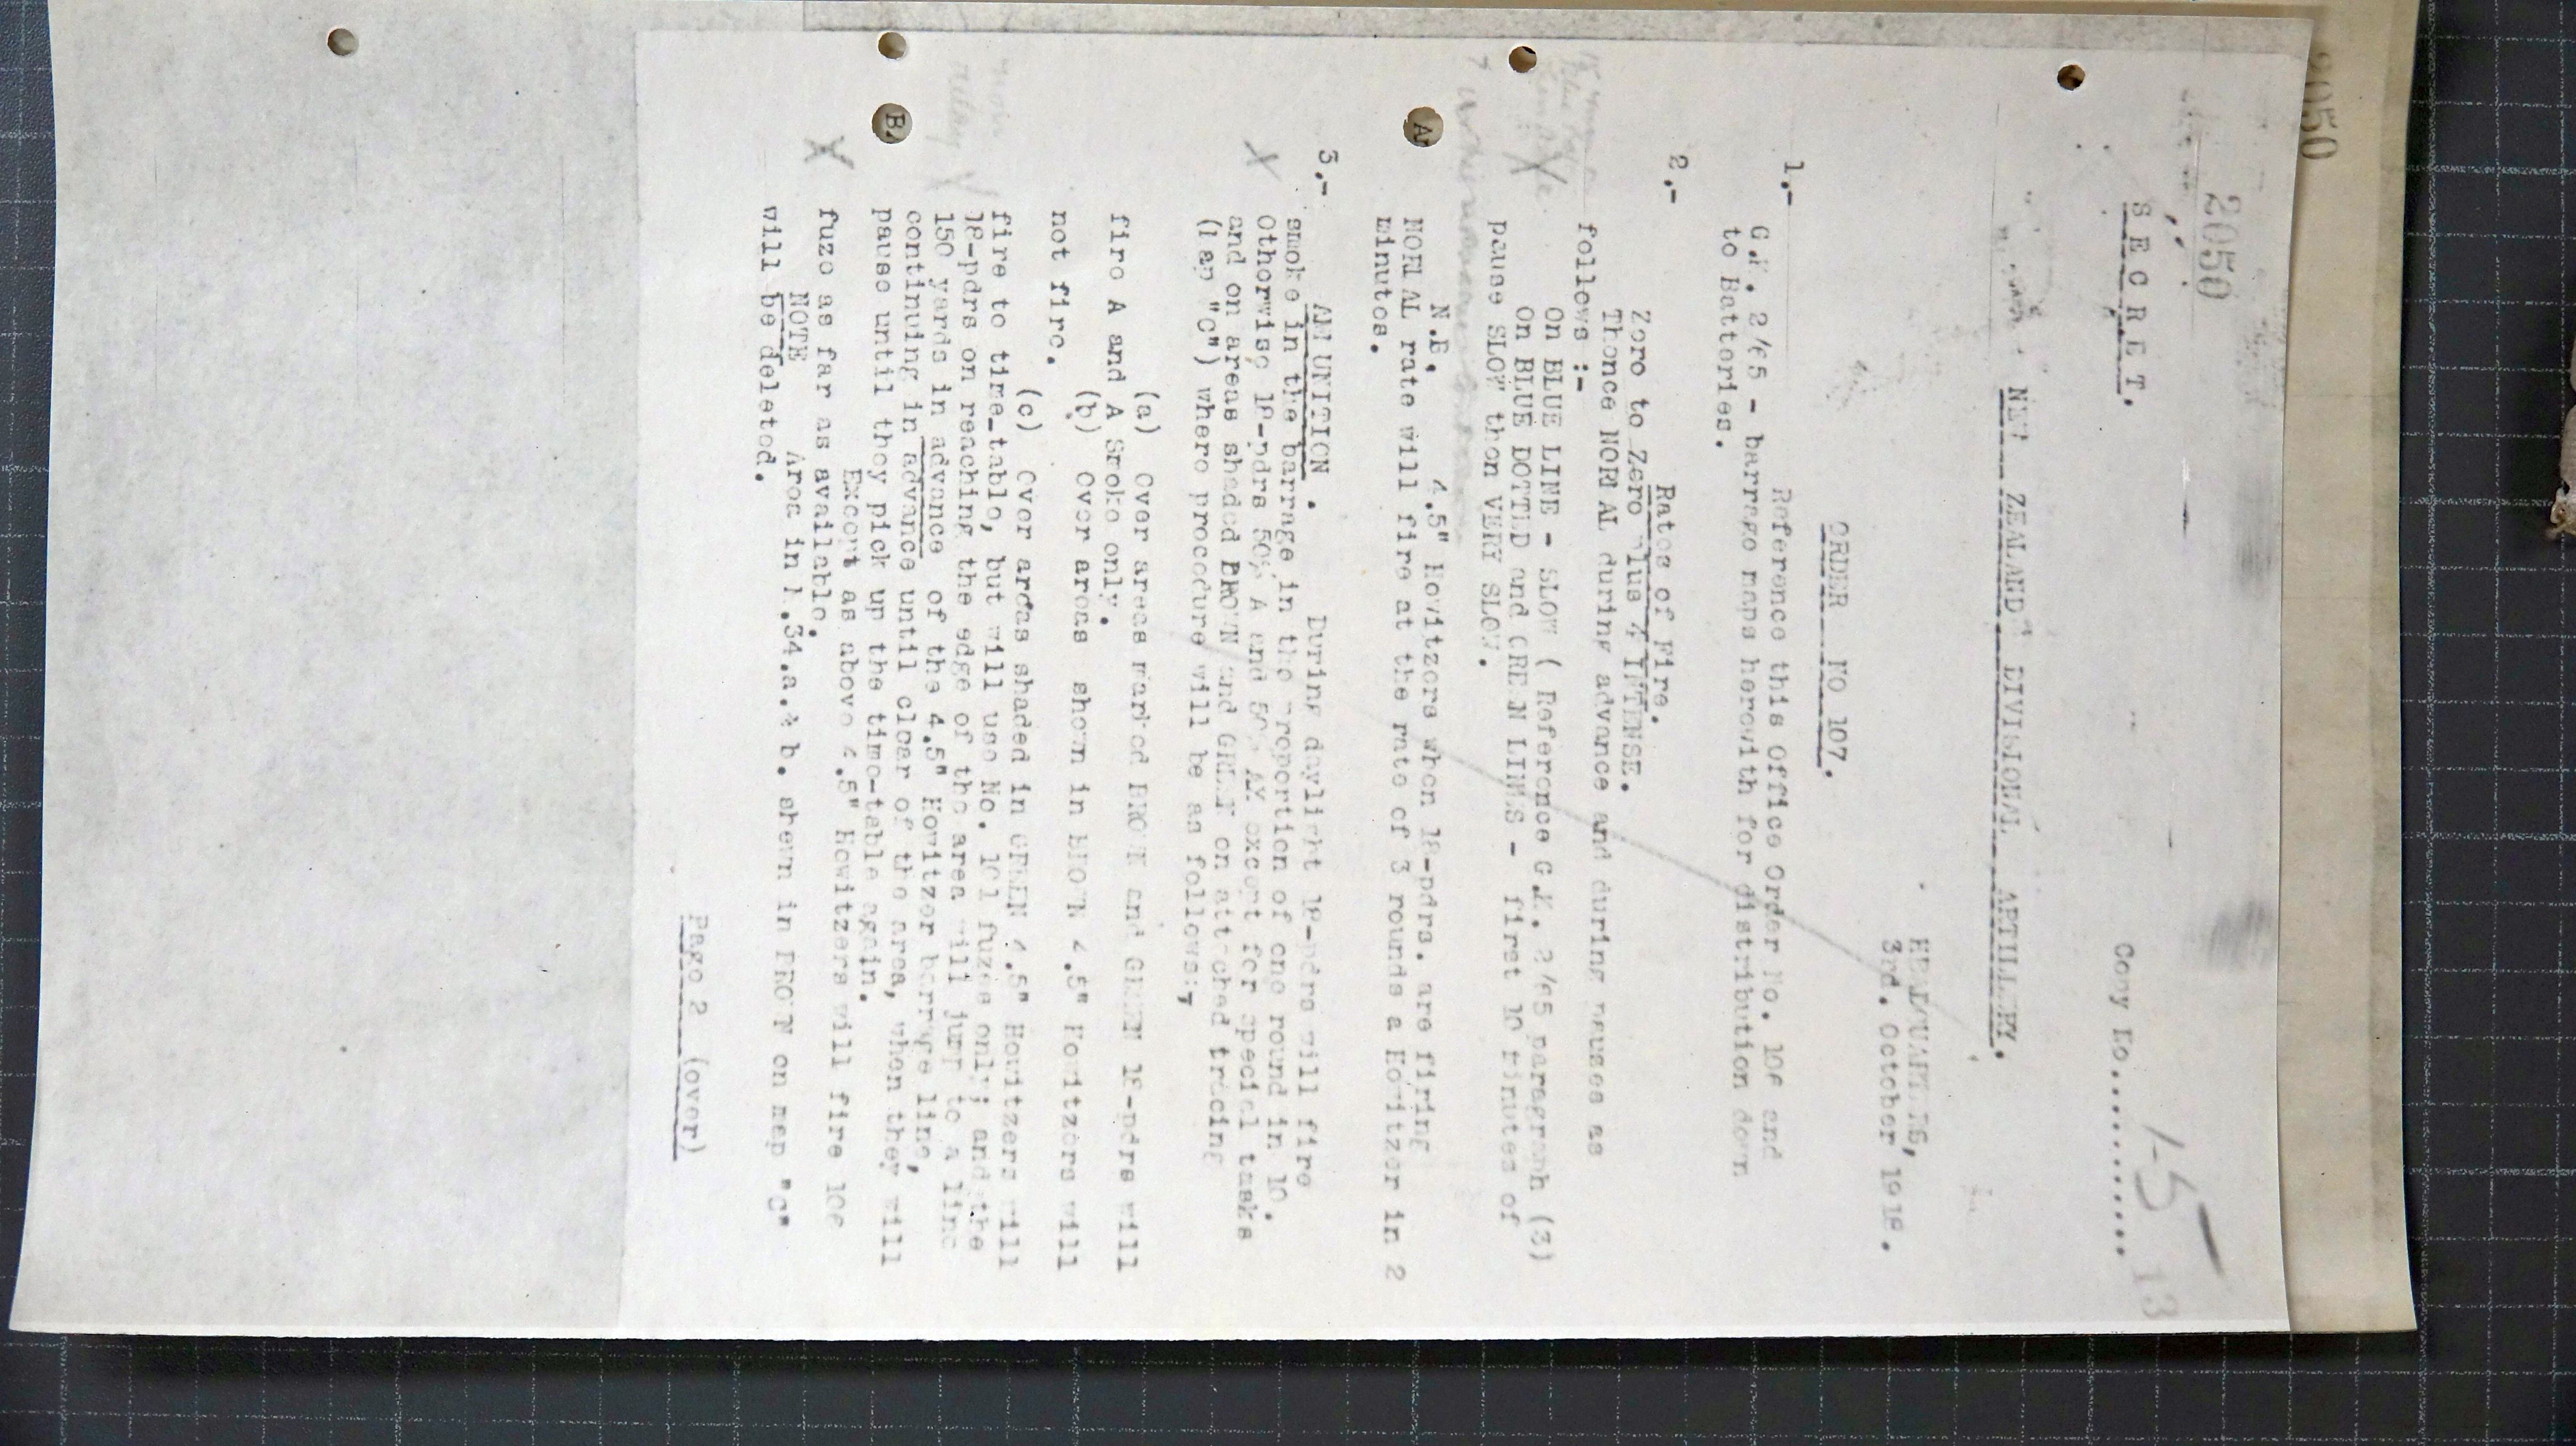 2050
2050
SECRET.
Copy No..........
15
13
NEW ZEALAND DIVISIONAL ARTILLERY.
HEADQUARTERS,
3rd. October 1918.
ORDER NO 107.
1.- Reference this Office Order No. 106 and
G.K. 2/65 - barrage maps herewith for distribution down
to Batteries.
2.- Rates of Fire.
Zero to Zero plus 4 INTENSE.
Thence NORMAL during advance and during pauses as
follows :-
On BLUE LINE - SLOW ( Reference G.K. 2/65 paragraph (3)
On BLUE DOTTED and GREEN LINES - first 10 minutes of
pause SLOW then VERY SLOW.
N.B. 4.5" Howitzers when 18-pdrs. are firing
NORMAL rate will fire at the rate of 3 rounds a Howitzer in 2
minutes.
A.
3.- AMMUNITION. During daylight 18-pdrs will fire
smoke in the barrage in the proportion of one round in 10.
Otherwise 18-pdrs 50% A and 50% AX except for special tasks
and on areas shaded BROWN and GREEN on attached tracing
(Map "C") where procedure will be as follows:-
(a) Over areas marked BROWN and GREEN 18-pdrs will
fire A and A Smoke only.
(b) Over areas shown in BROWN 4.5" Howitzers will
not fire.
(c) Over areas shaded in GREEN 4.5" Howitzers will
fire to time-table, but will use No. 101 fuzes only; and the
18-pdrs on reaching the edge of the area will jump to a line
150 yards in advance of the 4.5" Howitzer barrage line,
continuing in advance until clear of the area, when they will
pause until they pick up the time-table again.
B.
Except as above 4.5" Howitzers will fire 106
fuze as far as available.
NOTE Area in M.34.a.& b. shewn in BROWN on map "C"
will be deleted.
Page 2 (over)